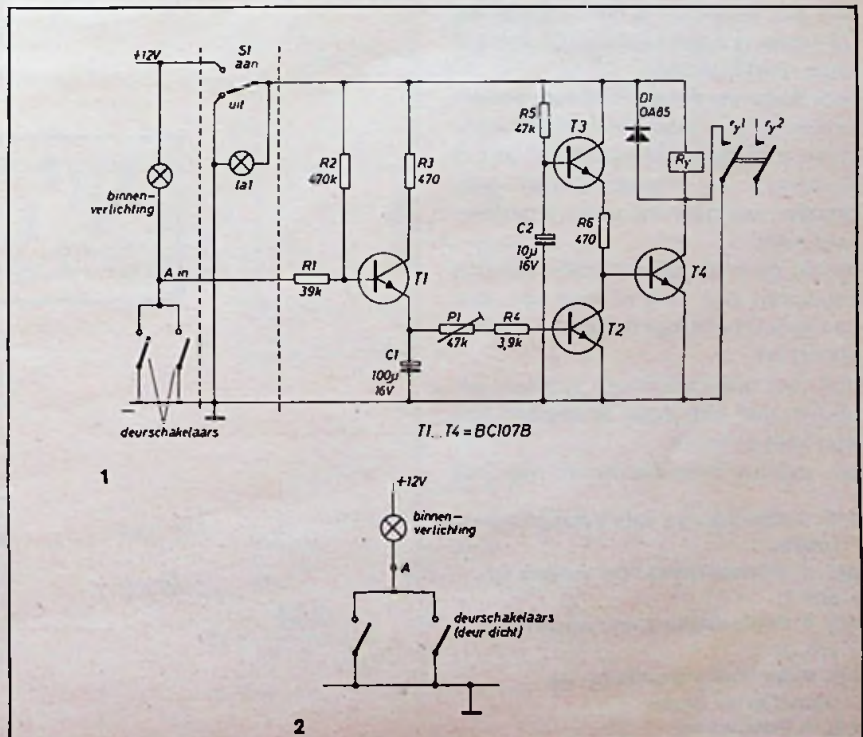 +12V
S1
aan
uit
la1
binnen-
verlichting
A in
deurschakelaars
R1
39k
R2
470k
R3
470
T1
C1
100µ
16V
P1
47k
R4
3,9k
R5
47k
T3
C2
10µ
16V
R6
470
T2
D1
OA85
Ry
T4
ry1
ry2
T1...T4 = BC107B
1
+12V
binnen-
verlichting
A
deurschakelaars
(deur dicht)
2